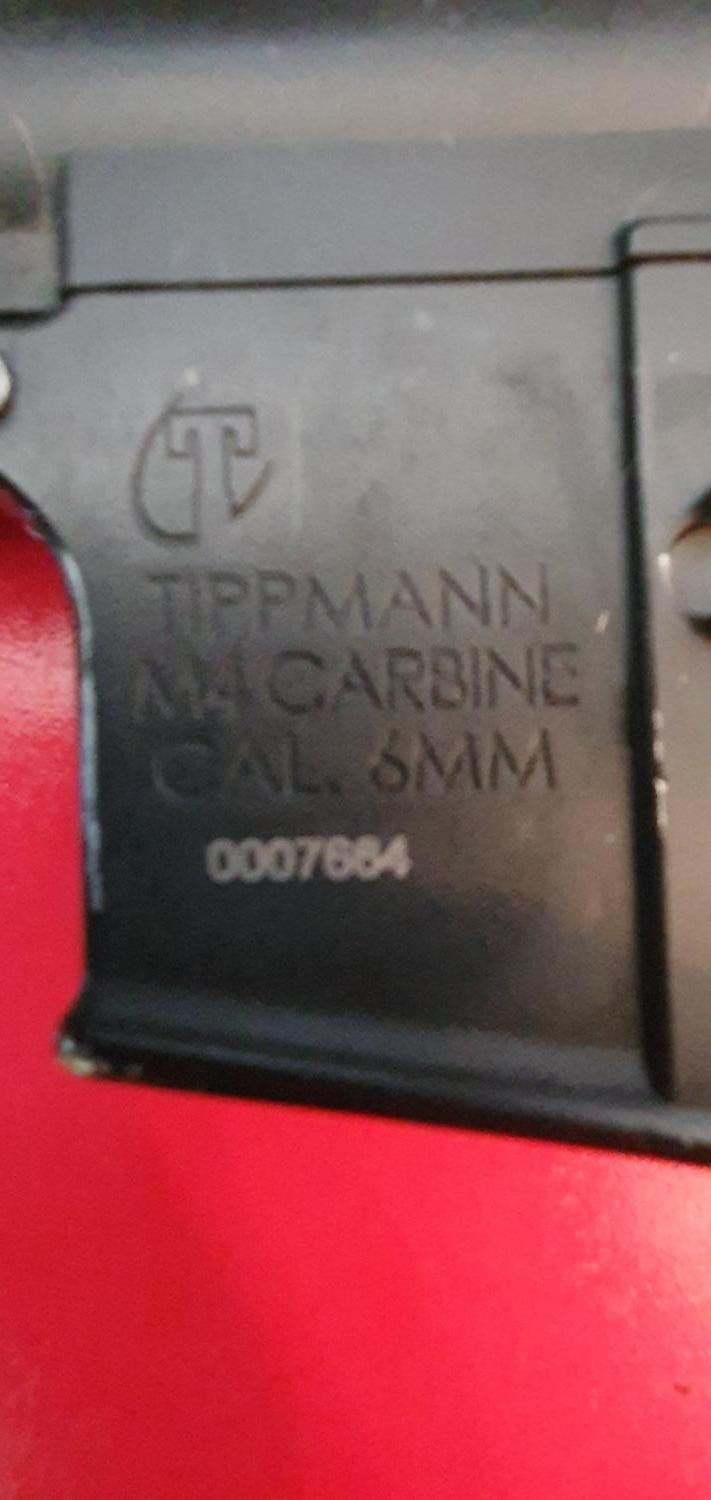 TIPPMANN
M4 CARBINE
CAL. 6MM
0007664